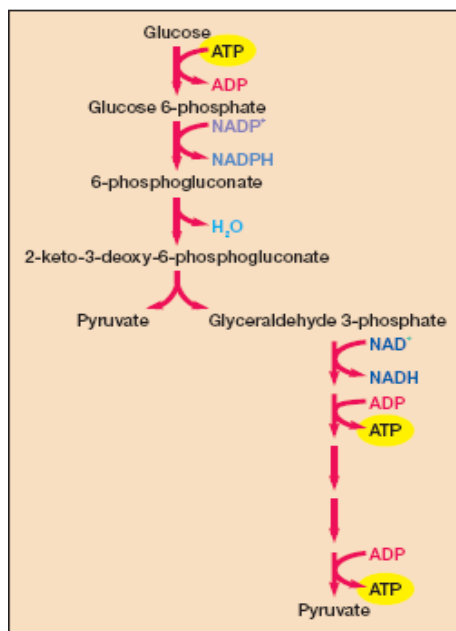 Glucose
ATP
ADP
Glucose 6-phosphate
NADP⁺
NADPH
6-phosphogluconate
H₂O
2-keto-3-deoxy-6-phosphogluconate
Pyruvate Glyceraldehyde 3-phosphate
NAD⁺
NADH
ADP
ATP
ADP
ATP
Pyruvate